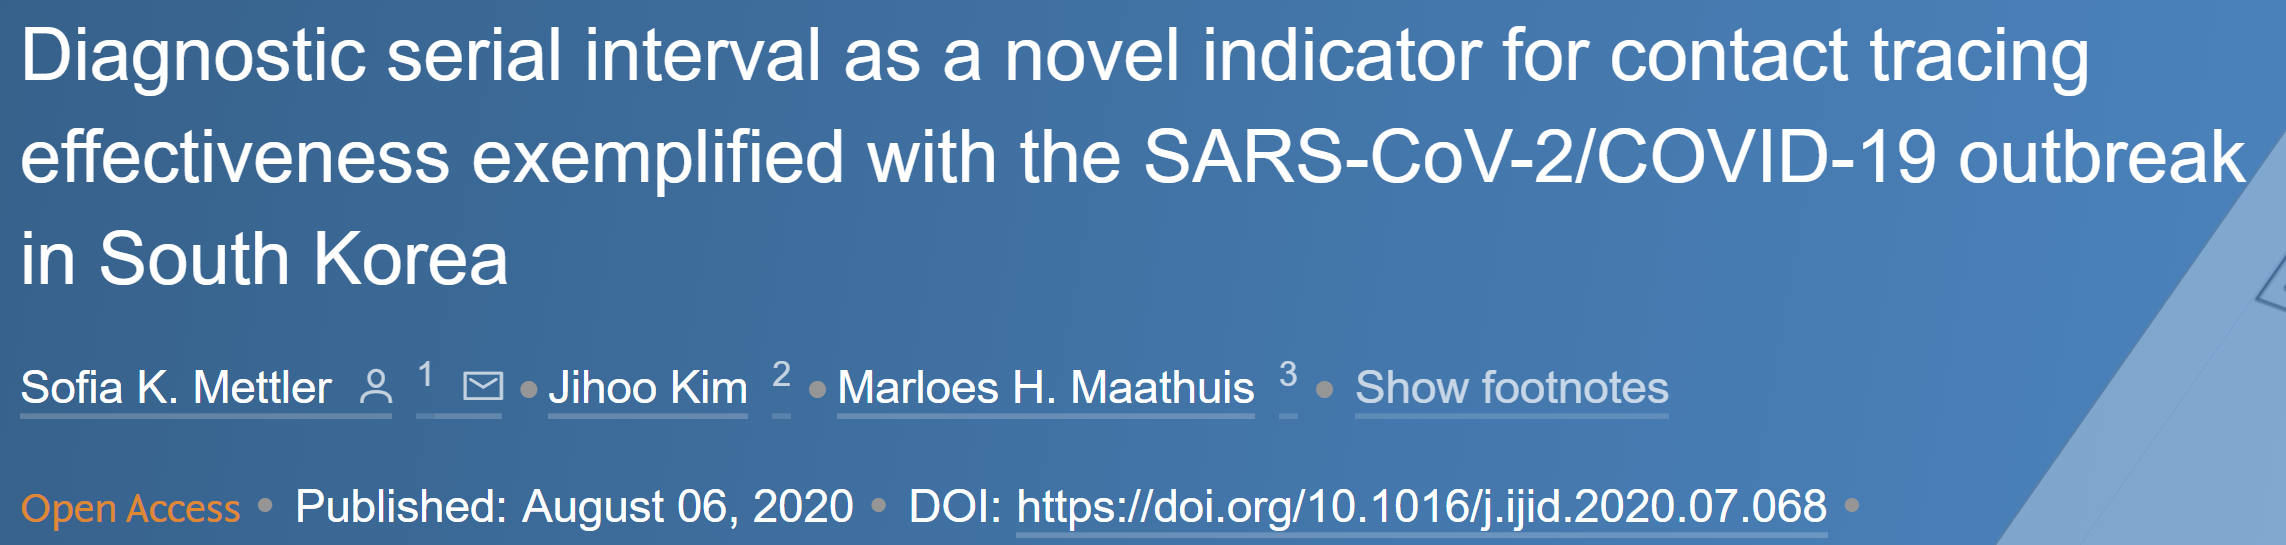 Diagnostic serial interval as a novel indicator for contact tracing
effectiveness exemplified with the SARS-CoV-2/COVID-19 outbreak
in South Korea
Sofia K. Mettler 1 • Jihoo Kim 2 • Marloes H. Maathuis 3 • Show footnotes
Open Access • Published: August 06, 2020 • DOI: https://doi.org/10.1016/j.ijid.2020.07.068 •